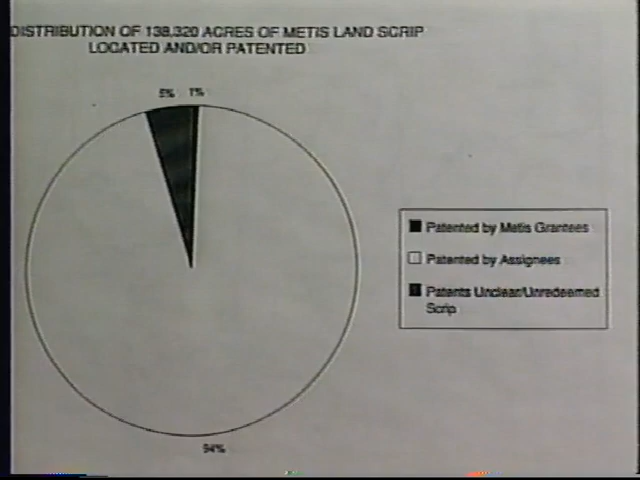 DISTRIBUTION OF 138,320 ACRES OF METIS LAND SCRIP
LOCATED AND/OR PATENTED
5% 1%
Patented by Metis Grantees
Patented by Assignees
Patents Unclear/Unredeemed
Scrip
94%